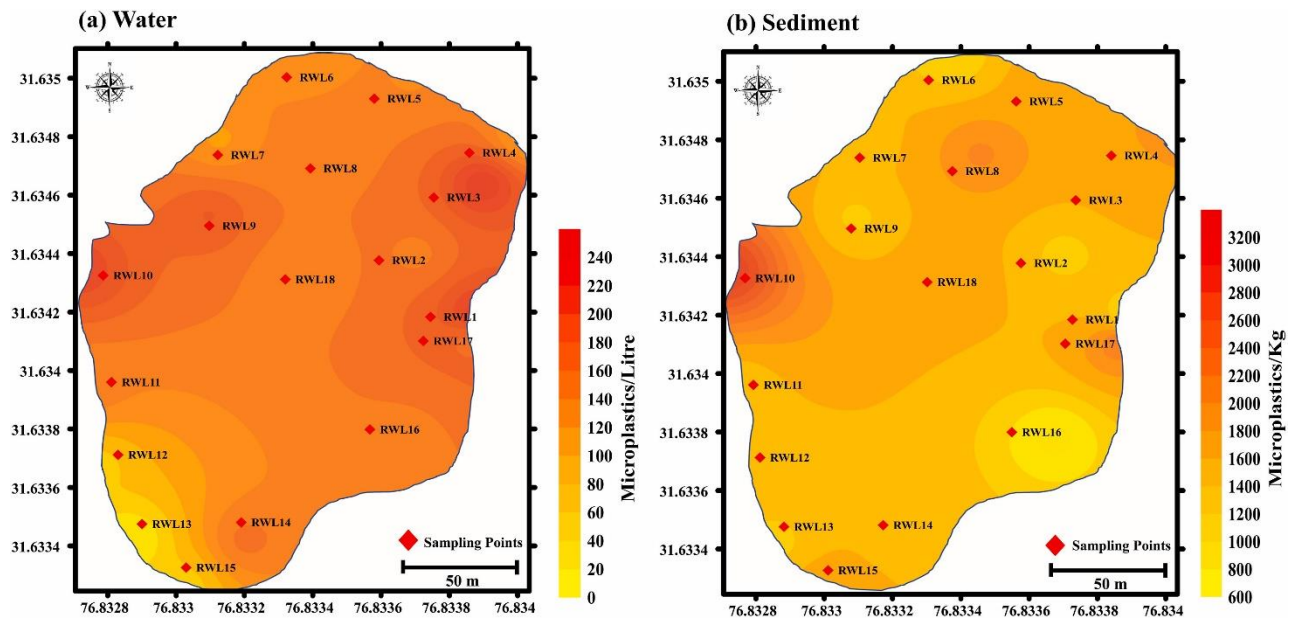 (a) Water
31.635
31.6348
31.6346
31.6344
31.6342
31.634
31.6338
31.6336
31.6334
RWL6
RWL5
RWL7
RWL8
RWL4
RWL3
RWL9
RWL2
RWL10
RWL18
RWL1
RWL17
RWL11
RWL16
RWL12
RWL13
RWL14
RWL15
Sampling Points
50 m
76.8328 76.833 76.8332 76.8334 76.8336 76.8338 76.834
240
220
200
180
160
140
120
100
80
60
40
20
0
Microplastics/Litre
(b) Sediment
31.635
31.6348
31.6346
31.6344
31.6342
31.634
31.6338
31.6336
31.6334
RWL6
RWL5
RWL7
RWL8
RWL4
RWL3
RWL9
RWL2
RWL10
RWL18
RWL1
RWL17
RWL11
RWL16
RWL12
RWL13
RWL14
RWL15
Sampling Points
50 m
76.8328 76.833 76.8332 76.8334 76.8336 76.8338 76.834
3200
3000
2800
2600
2400
2200
2000
1800
1600
1400
1200
1000
800
600
Microplastics/Kg